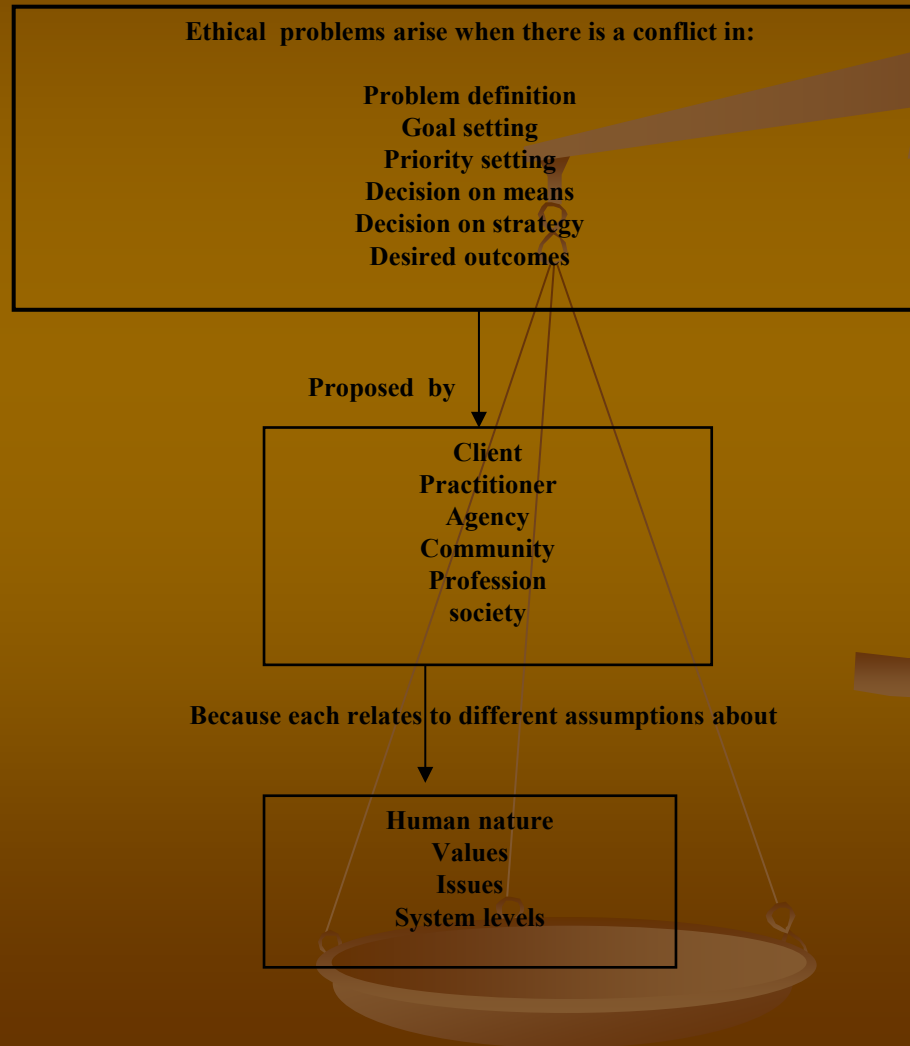 Ethical problems arise when there is a conflict in:
Problem definition
Goal setting
Priority setting
Decision on means
Decision on strategy
Desired outcomes
Proposed by
Client
Practitioner
Agency
Community
Profession
society
Because each relates to different assumptions about
Human nature
Values
Issues
System levels